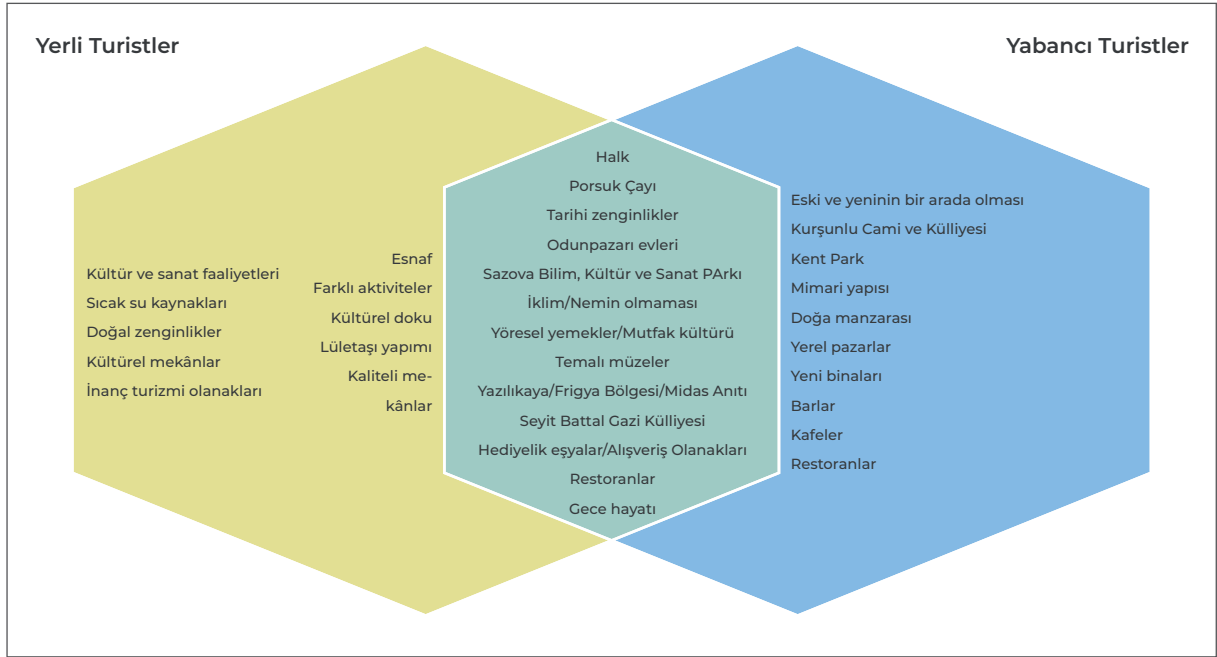 Yerli Turistler
Yabancı Turistler
Kültür ve sanat faaliyetleri
Sıcak su kaynakları
Doğal zenginlikler
Kültürel mekânlar
İnanç turizmi olanakları
Esnaf
Farklı aktiviteler
Kültürel doku
Lületaşı yapımı
Kaliteli me-
kânlar
Halk
Porsuk Çayı
Tarihi zenginlikler
Odunpazarı evleri
Sazova Bilim, Kültür ve Sanat PArkı
İklim/Nemin olmaması
Yöresel yemekler/Mutfak kültürü
Temalı müzeler
Yazılıkaya/Frigya Bölgesi/Midas Anıtı
Seyit Battal Gazi Külliyesi
Hediyelik eşyalar/Alışveriş Olanakları
Restoranlar
Gece hayatı
Eski ve yeninin bir arada olması
Kurşunlu Cami ve Külliyesi
Kent Park
Mimari yapısı
Doğa manzarası
Yerel pazarlar
Yeni binaları
Barlar
Kafeler
Restoranlar